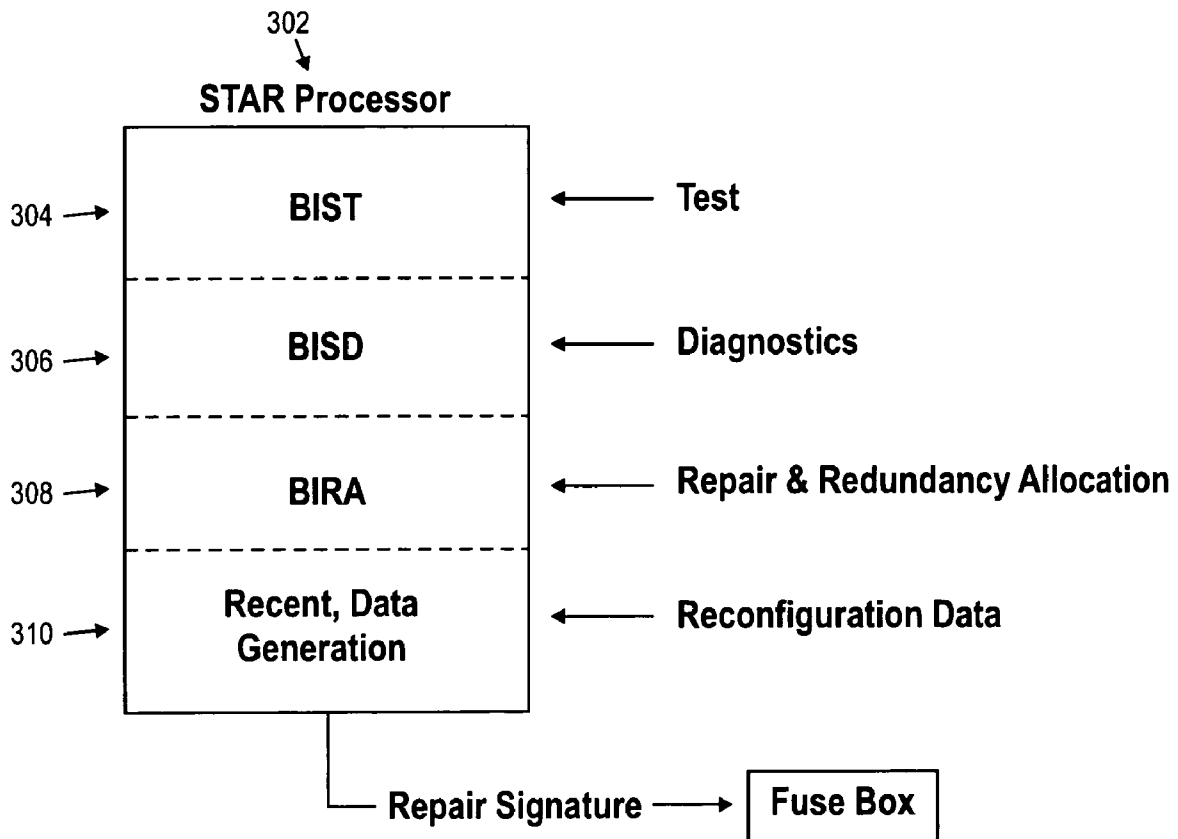 302
STAR Processor
304
BIST
Test
306
BISD
Diagnostics
308
BIRA
Repair & Redundancy Allocation
310
Recent, Data
Generation
Reconfiguration Data
Repair Signature
Fuse Box